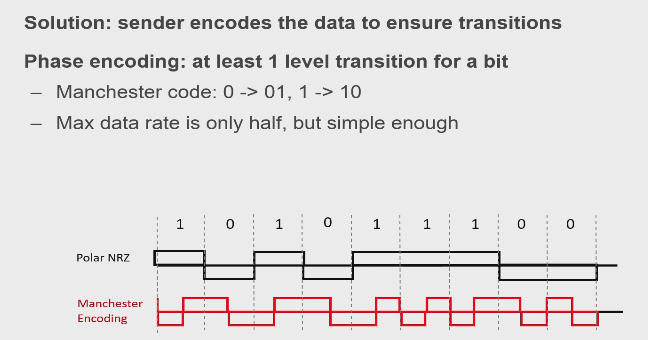 Solution: sender encodes the data to ensure transitions
Phase encoding: at least 1 level transition for a bit
– Manchester code: 0 -> 01, 1 -> 10
– Max data rate is only half, but simple enough
1 0 1 0 1 1 1 0 0
Polar NRZ
Manchester
Encoding